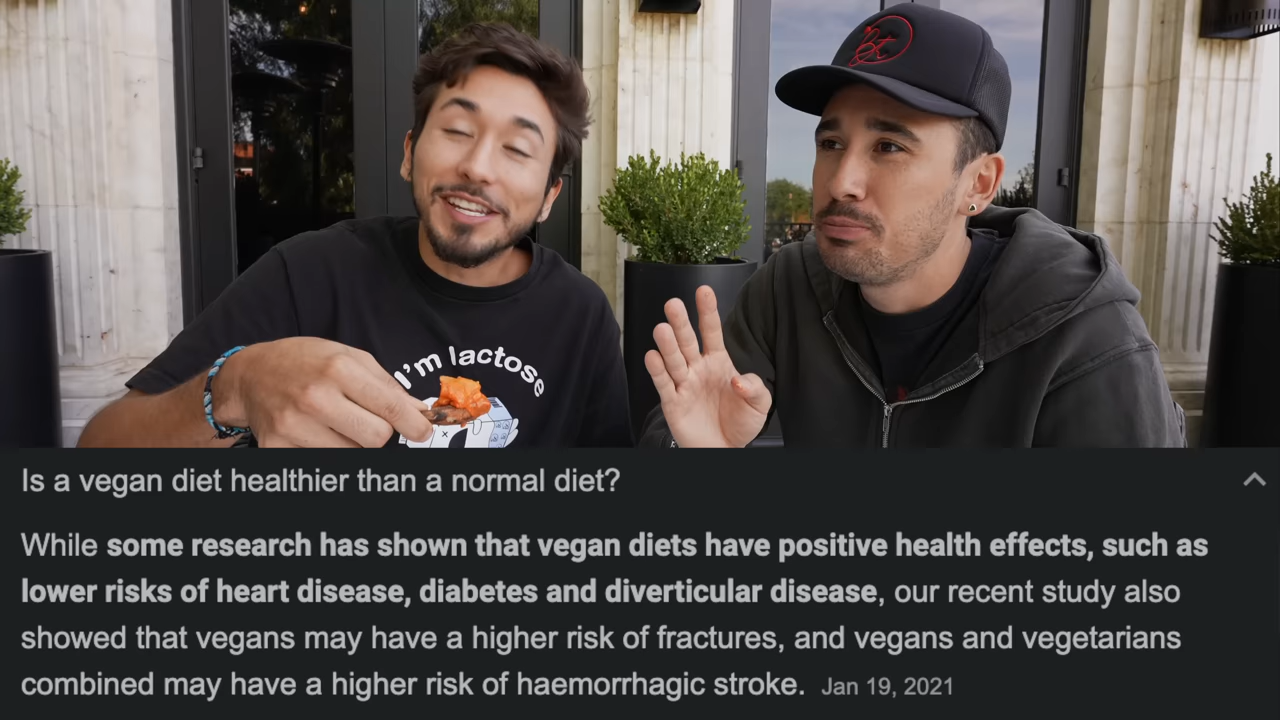 Bt
I'm lactose
Is a vegan diet healthier than a normal diet?
While some research has shown that vegan diets have positive health effects, such as
lower risks of heart disease, diabetes and diverticular disease, our recent study also
showed that vegans may have a higher risk of fractures, and vegans and vegetarians
combined may have a higher risk of haemorrhagic stroke. Jan 19, 2021